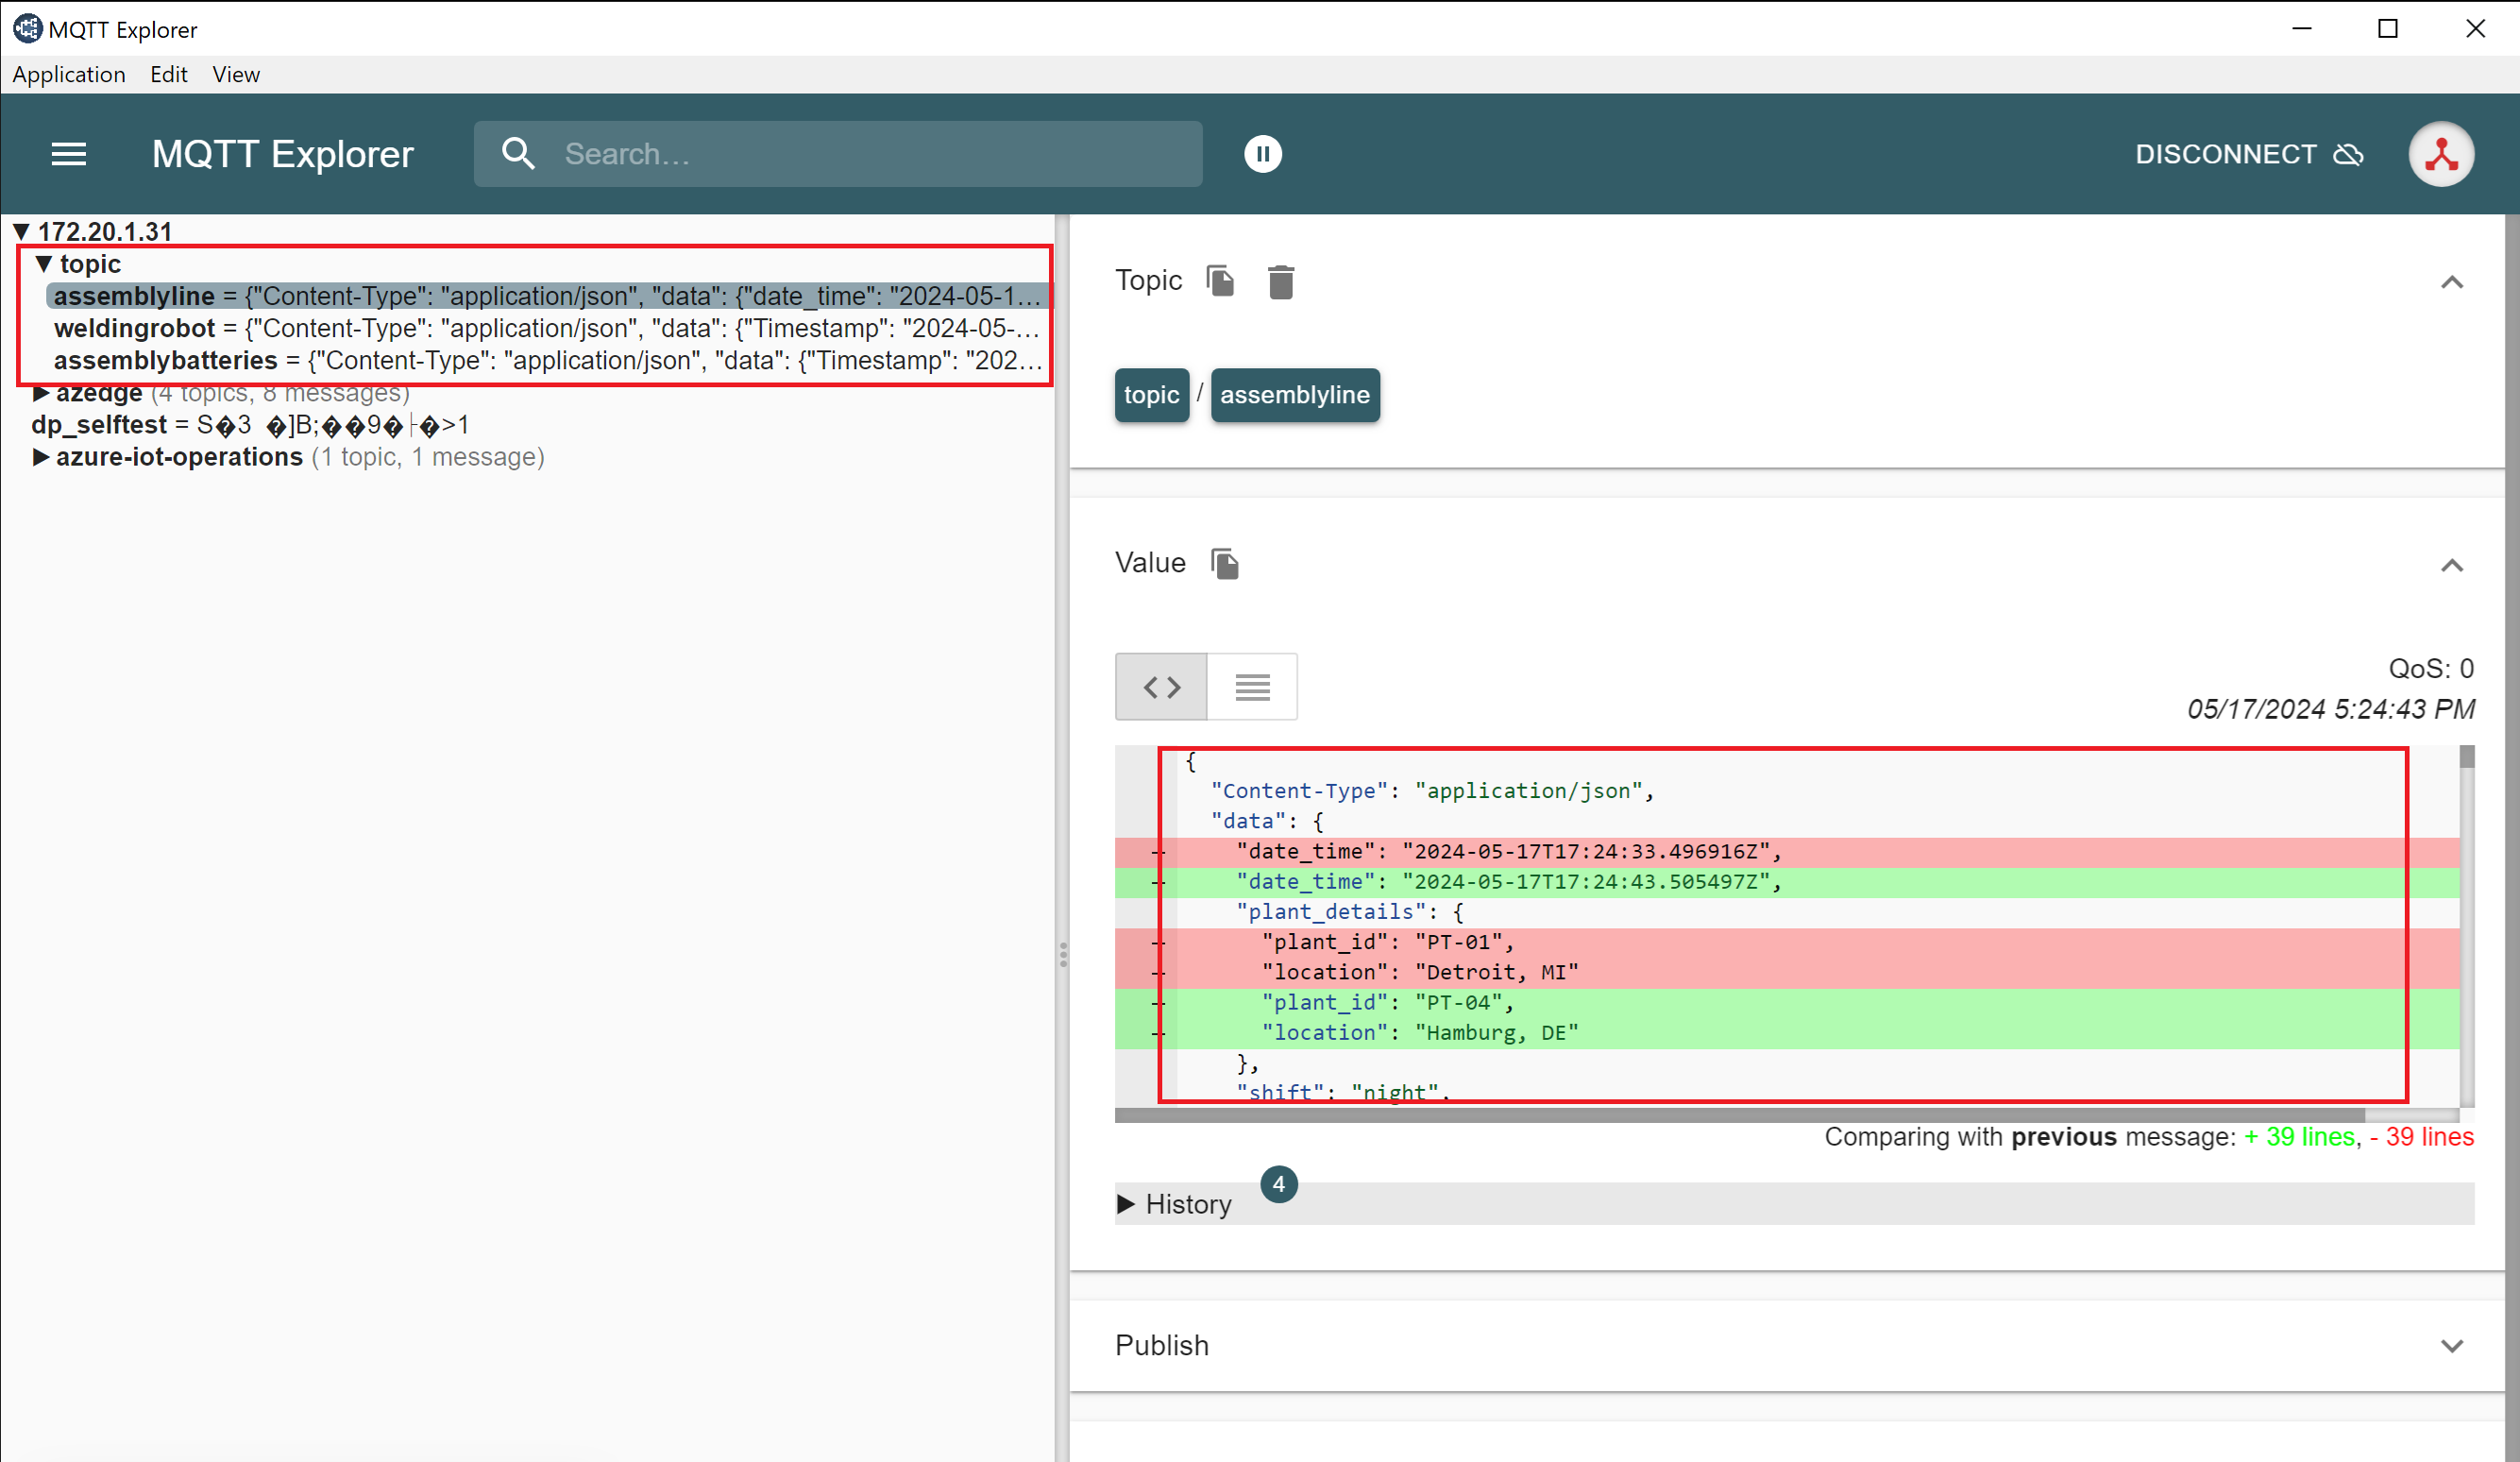 MQTT Explorer
Application Edit View
MQTT Explorer
Search...
DISCONNECT
▼ 172.20.1.31
▼ topic
assemblyline = {"Content-Type": "application/json", "data": {"date_time": "2024-05-1...
weldingrobot = {"Content-Type": "application/json", "data": {"Timestamp": "2024-05-...
assemblybatteries = {"Content-Type": "application/json", "data": {"Timestamp": "202...
▶ azedge (4 topics, 8 messages)
dp_selftest = S�3 �]B;��9�├�>1
▶ azure-iot-operations (1 topic, 1 message)
Topic
topic / assemblyline
Value
QoS: 0
05/17/2024 5:24:43 PM
{
"Content-Type": "application/json",
"data": {
- "date_time": "2024-05-17T17:24:33.496916Z",
+ "date_time": "2024-05-17T17:24:43.505497Z",
"plant_details": {
- "plant_id": "PT-01",
- "location": "Detroit, MI"
+ "plant_id": "PT-04",
+ "location": "Hamburg, DE"
},
"shift": "night",
Comparing with previous message: + 39 lines, - 39 lines
▶ History 4
Publish